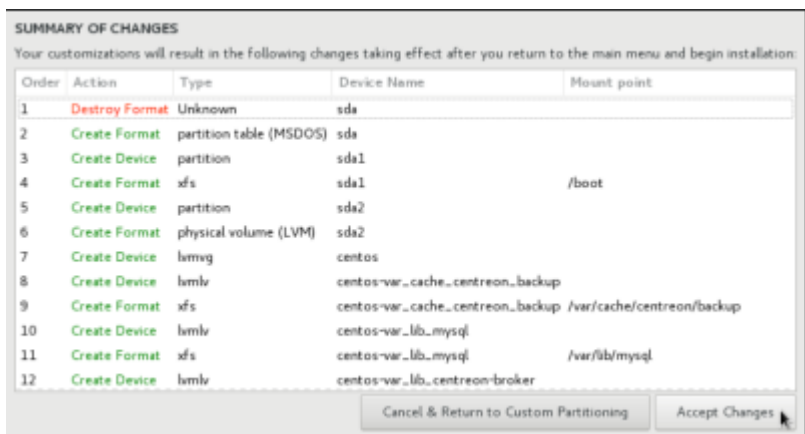 SUMMARY OF CHANGES
Your customizations will result in the following changes taking effect after you return to the main menu and begin installation:
Order Action Type Device Name Mount point
1 Destroy Format Unknown sda
2 Create Format partition table (MSDOS) sda
3 Create Device partition sda1
4 Create Format xfs sda1 /boot
5 Create Device partition sda2
6 Create Format physical volume (LVM) sda2
7 Create Device lvmvg centos
8 Create Device lvmlv centos-var_cache_centreon_backup
9 Create Format xfs centos-var_cache_centreon_backup /var/cache/centreon/backup
10 Create Device lvmlv centos-var_lib_mysql
11 Create Format xfs centos-var_lib_mysql /var/lib/mysql
12 Create Device lvmlv centos-var_lib_centreon-broker
Cancel & Return to Custom Partitioning Accept Changes